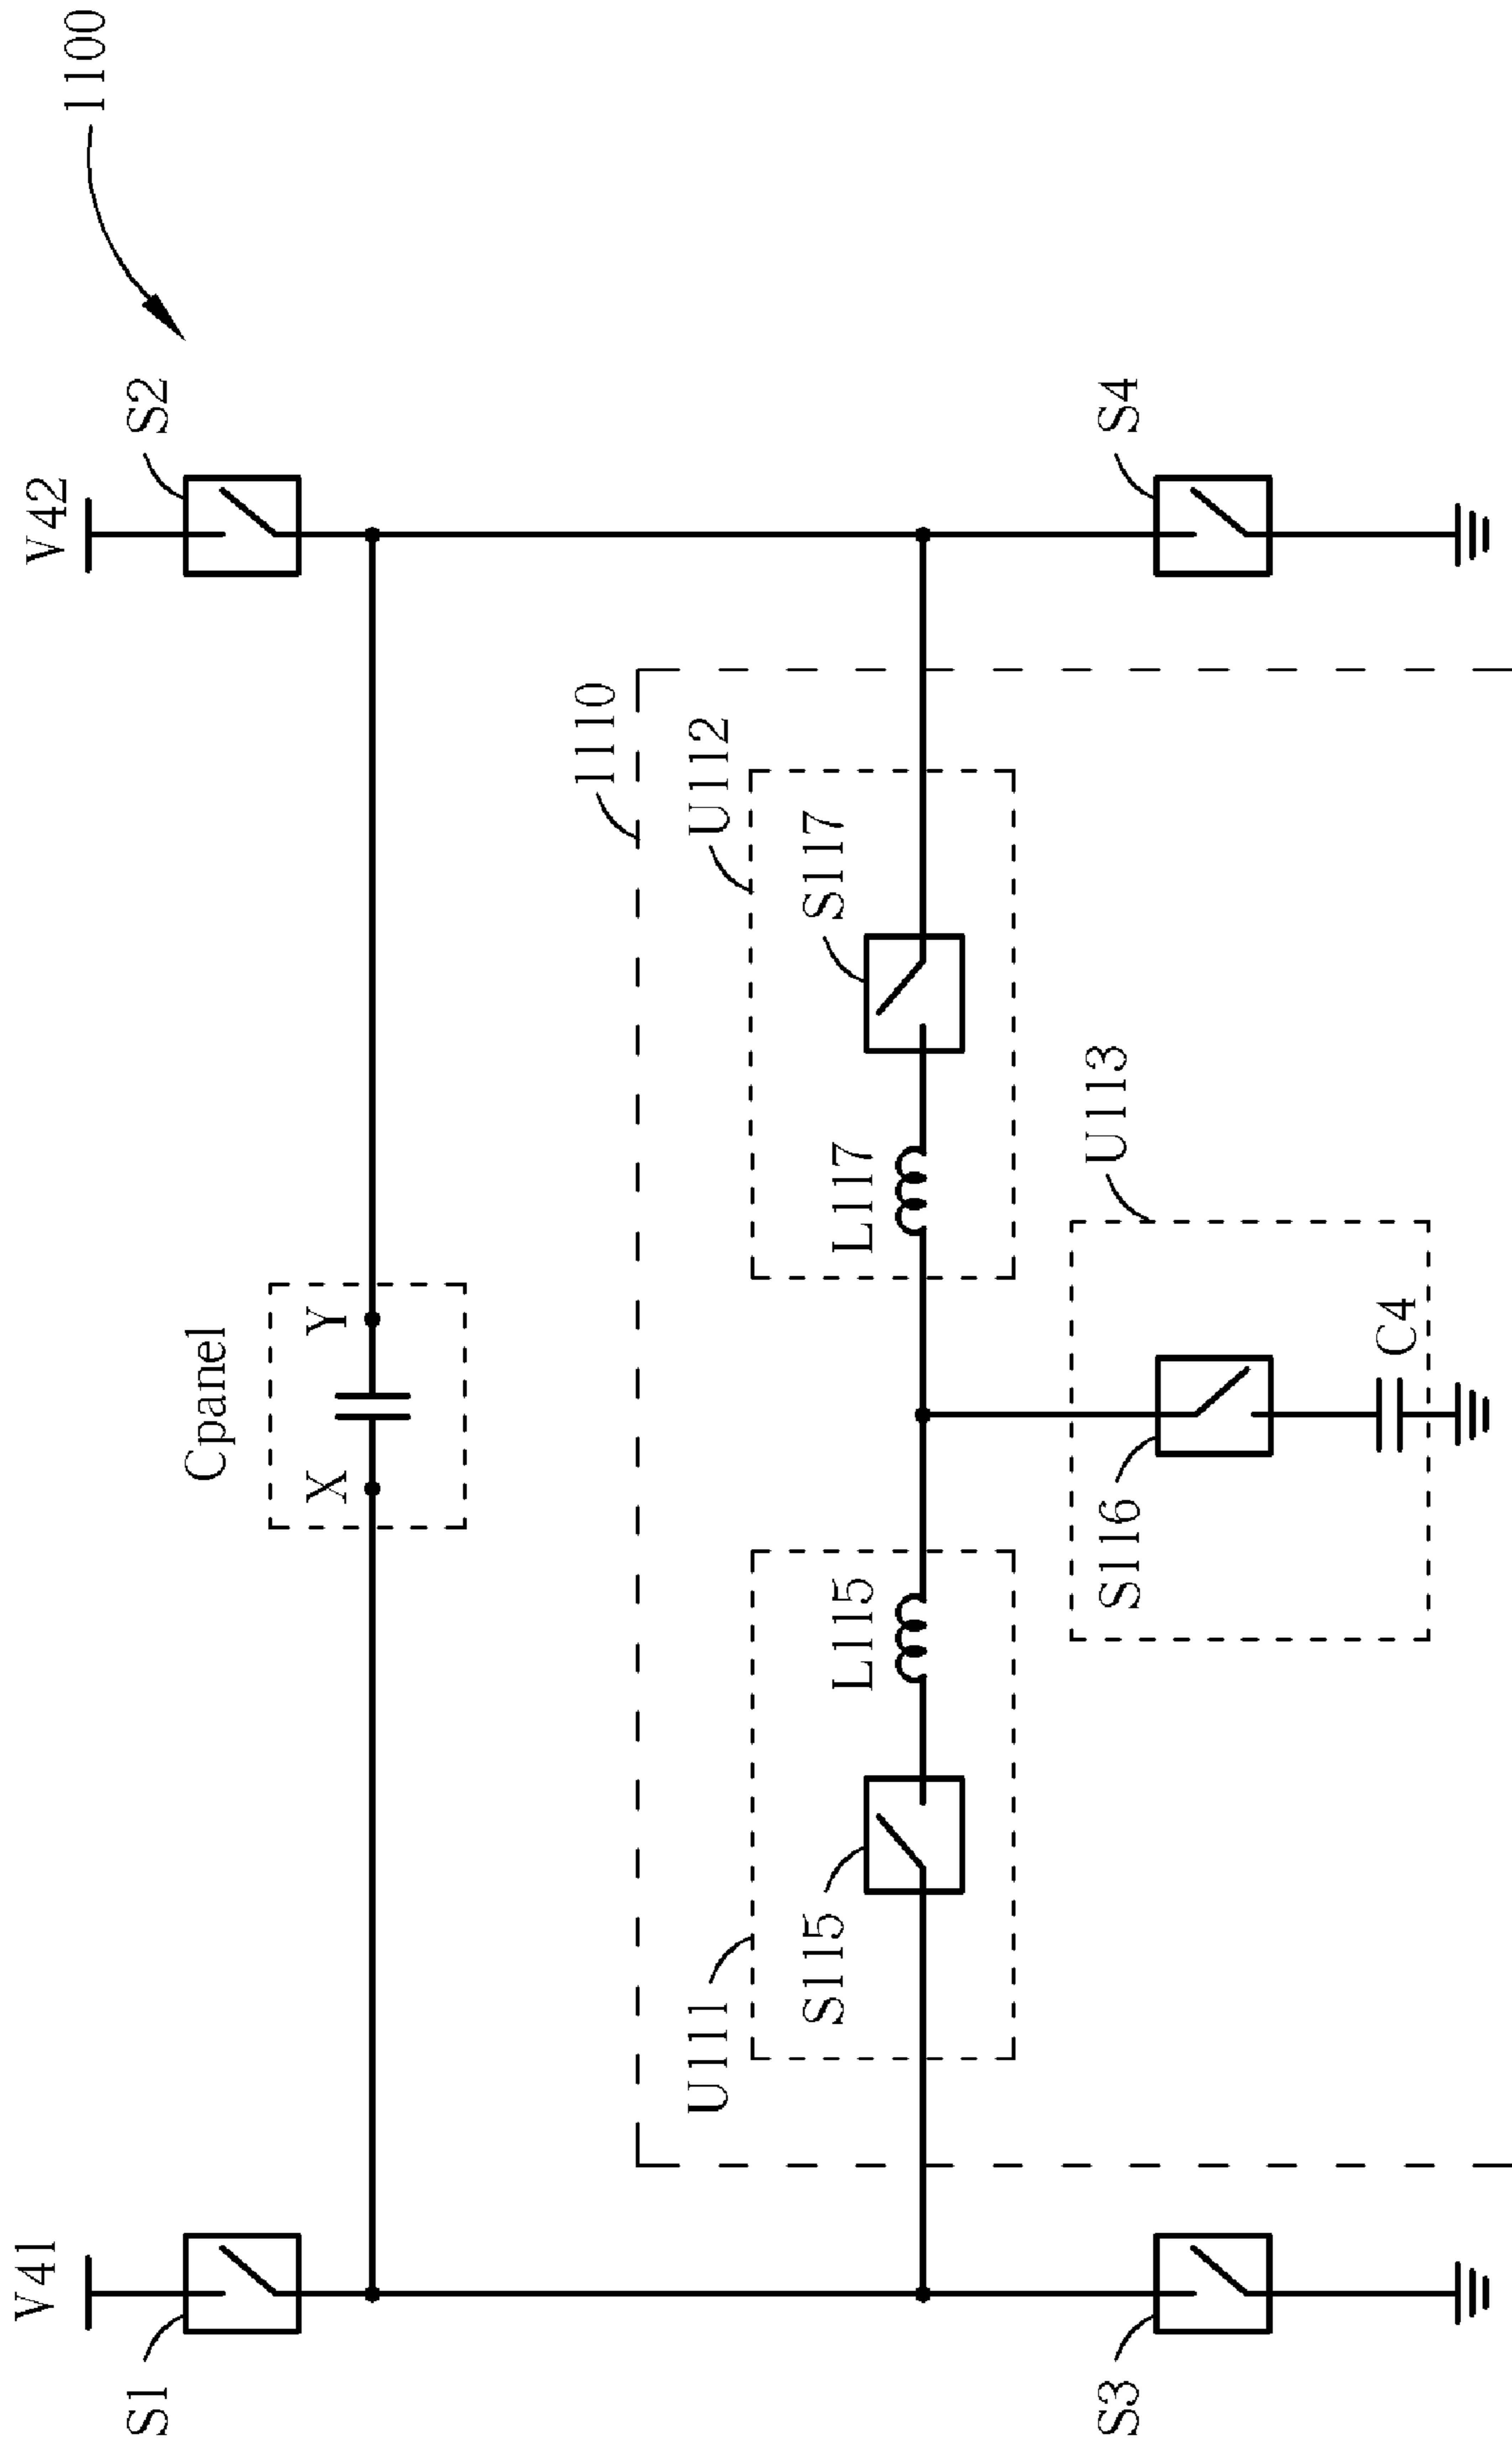 1100
V41
V42
S1
S2
Cpanel
X
Y
1110
U111
U112
S115
L115
L117
S117
U113
S116
C4
S3
S4